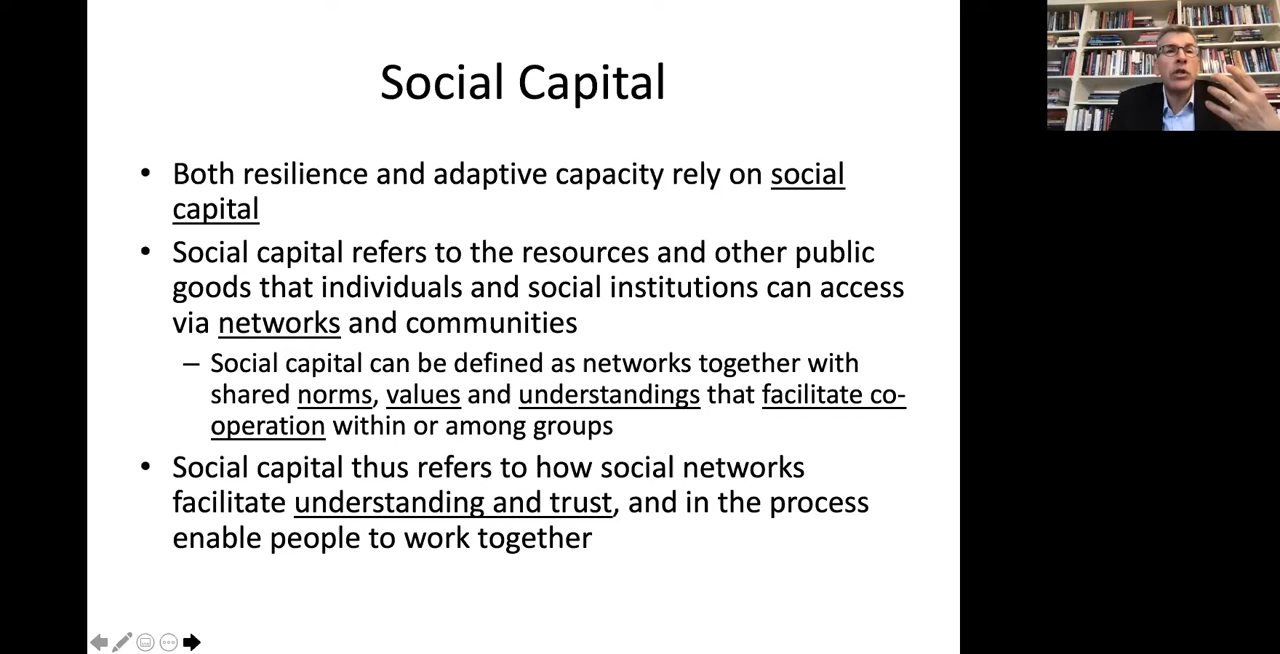 Social Capital
• Both resilience and adaptive capacity rely on social
capital
• Social capital refers to the resources and other public
goods that individuals and social institutions can access
via networks and communities
– Social capital can be defined as networks together with
shared norms, values and understandings that facilitate co-
operation within or among groups
• Social capital thus refers to how social networks
facilitate understanding and trust, and in the process
enable people to work together